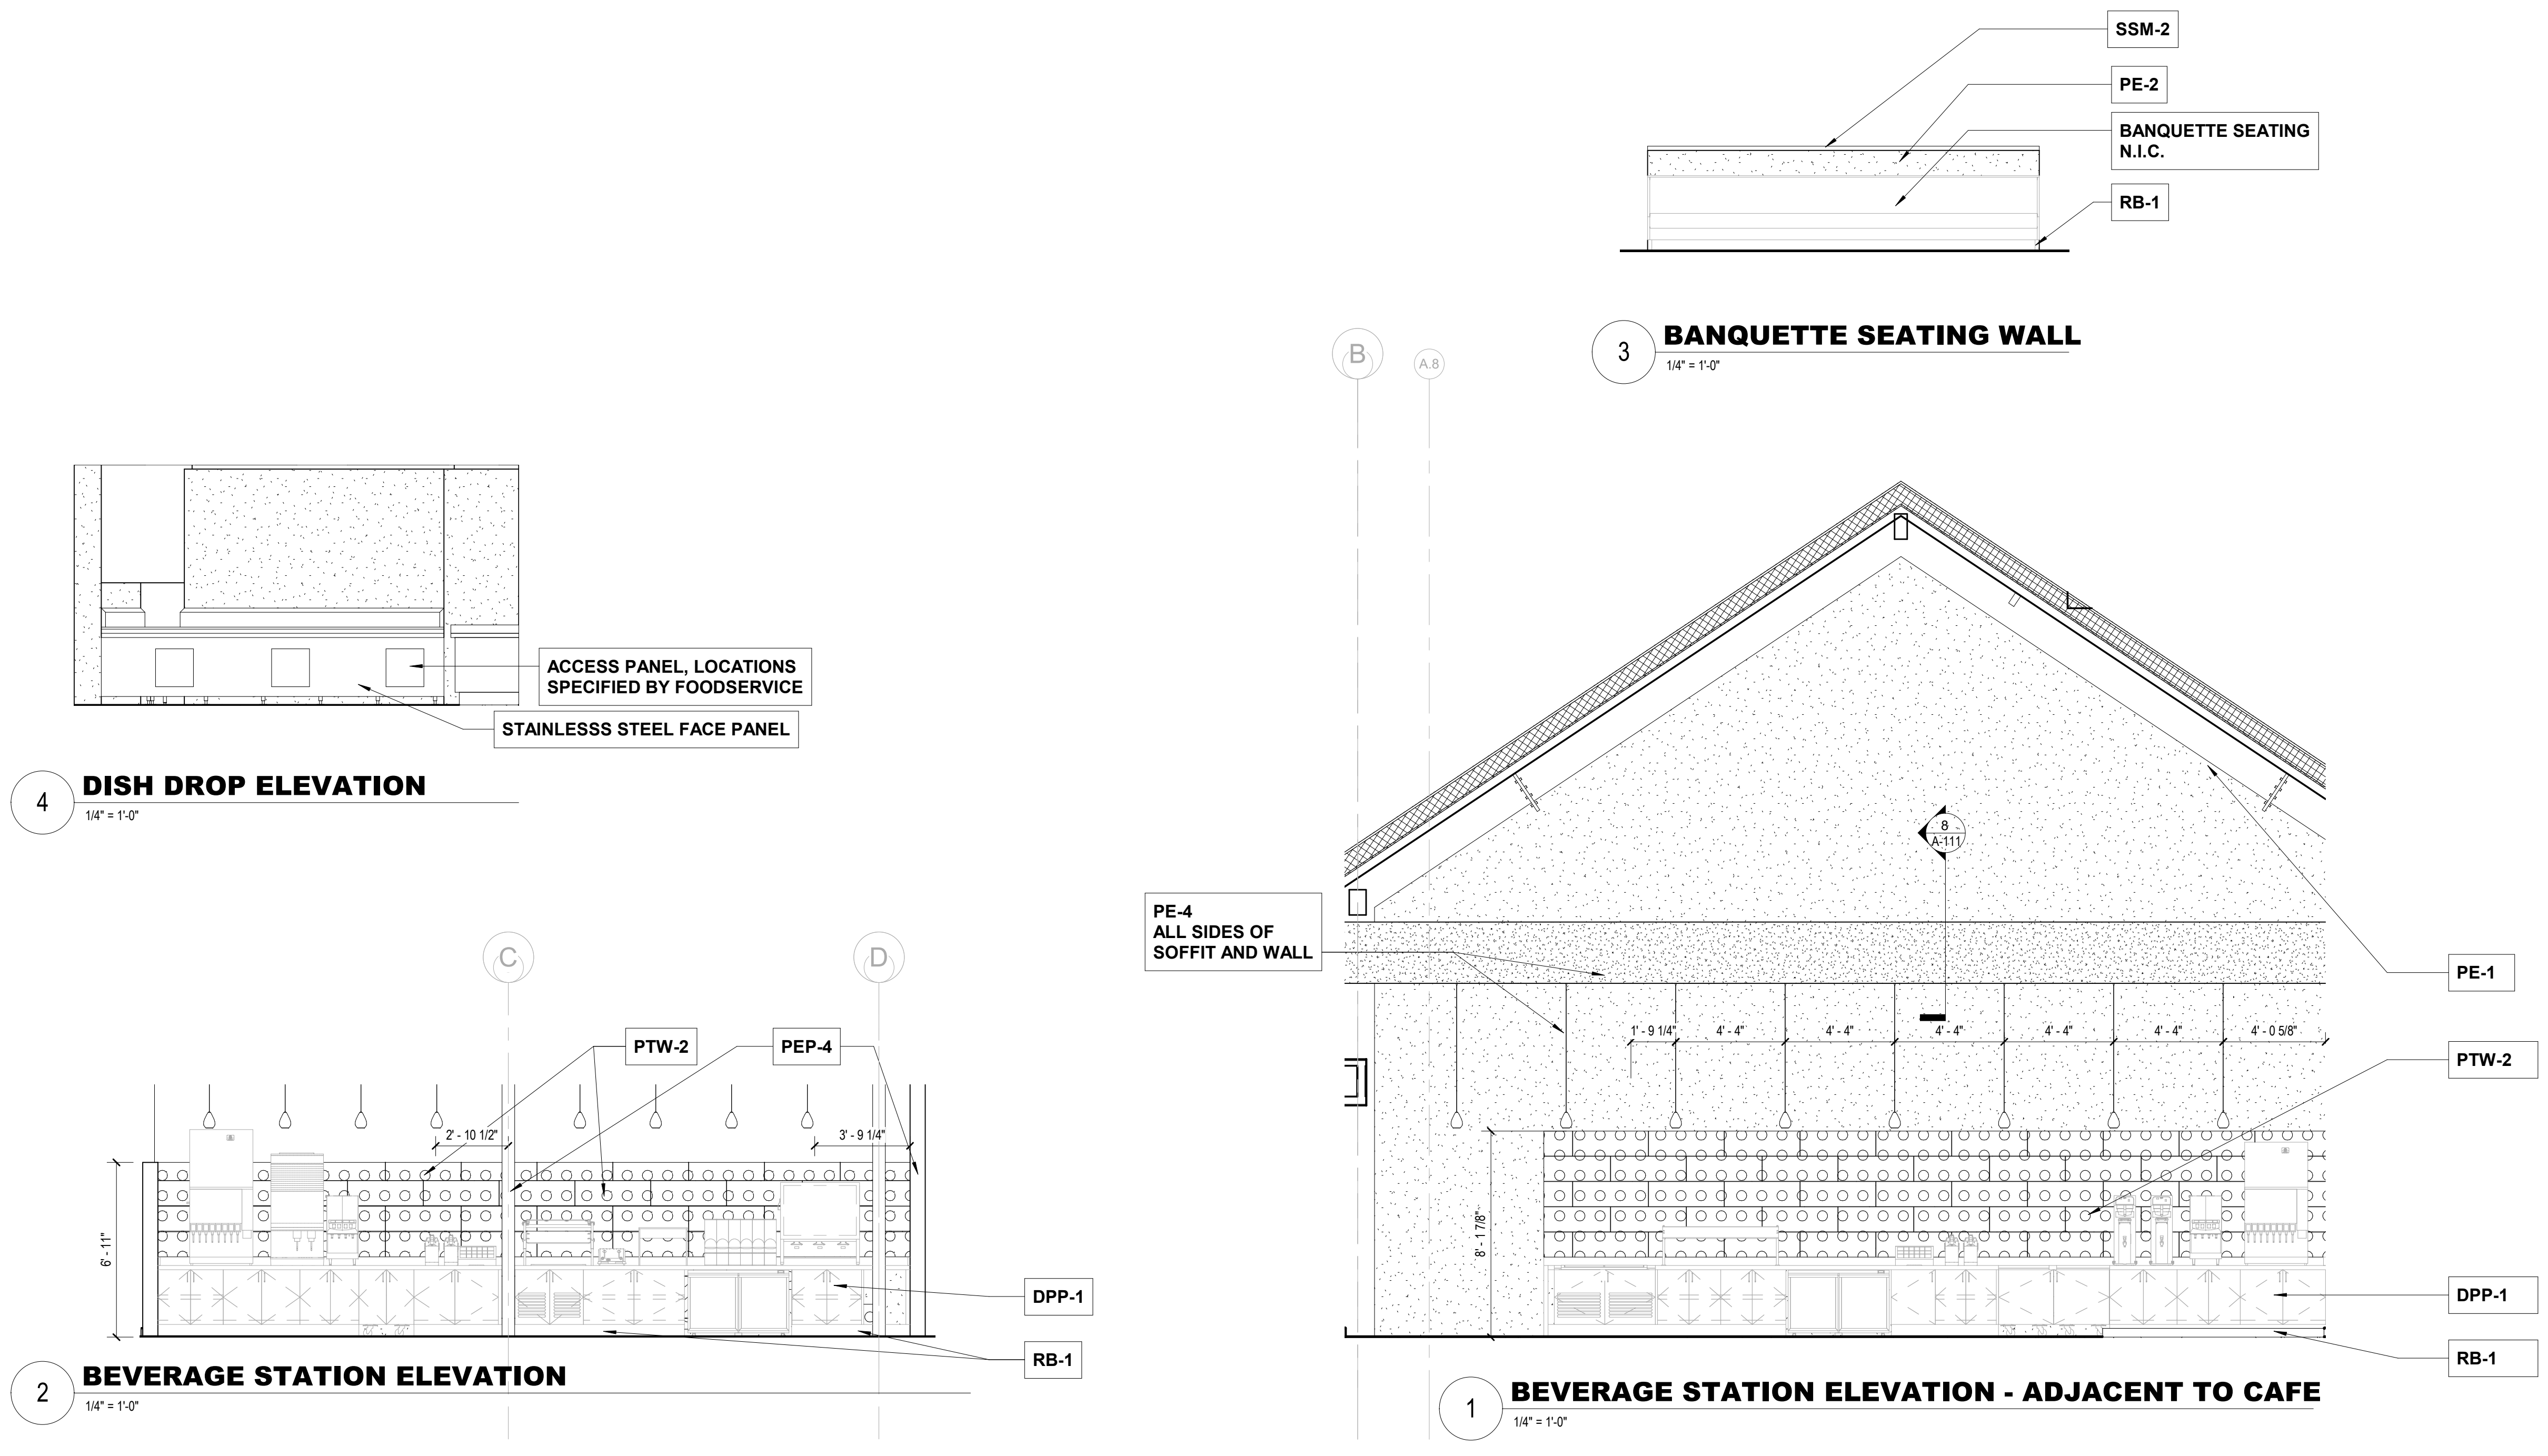 SSM-2
PE-2
BANQUETTE SEATING
N.I.C.
RB-1
3
BANQUETTE SEATING WALL
1/4" = 1'-0"
B
A.8
ACCESS PANEL, LOCATIONS
SPECIFIED BY FOODSERVICE
STAINLESSS STEEL FACE PANEL
4
DISH DROP ELEVATION
1/4" = 1'-0"
C
D
PTW-2
PEP-4
2' - 10 1/2"
3' - 9 1/4"
6' - 11"
DPP-1
RB-1
2
BEVERAGE STATION ELEVATION
1/4" = 1'-0"
8
A-111
PE-4
ALL SIDES OF
SOFFIT AND WALL
PE-1
1' - 9 1/4"
4' - 4"
4' - 4"
4' - 4"
4' - 4"
4' - 4"
4' - 0 5/8"
PTW-2
8' - 1 7/8"
DPP-1
RB-1
1
BEVERAGE STATION ELEVATION - ADJACENT TO CAFE
1/4" = 1'-0"